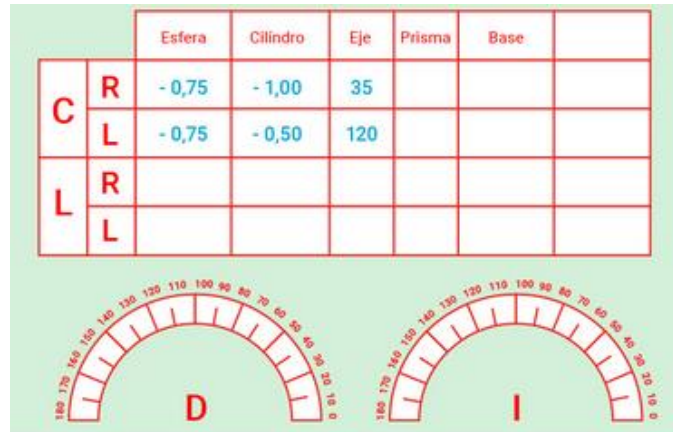 Esfera Cilindro Eje Prisma Base
C
R - 0,75 - 1,00 35
L - 0,75 - 0,50 120
L
R
L
180 170 160 150 140 130 120 110 100 90 80 70 60 50 40 30 20 10 0
D
180 170 160 150 140 130 120 110 100 90 80 70 60 50 40 30 20 10 0
I